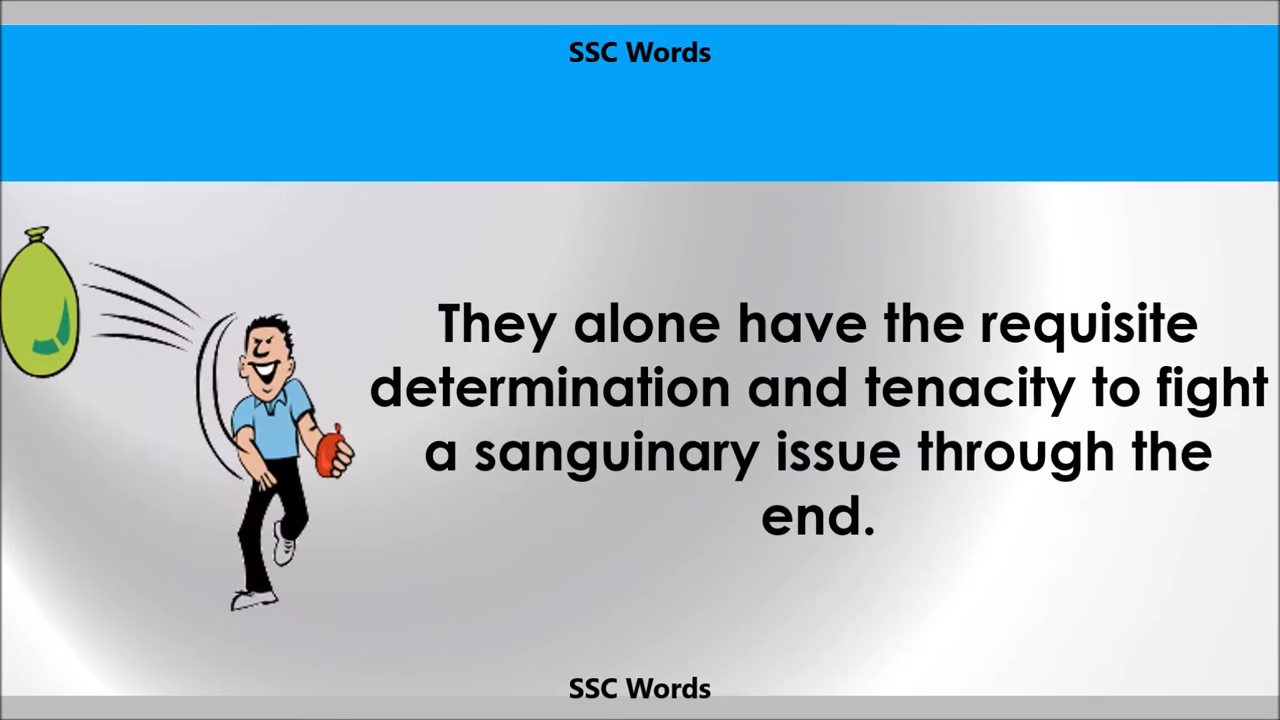 SSC Words
They alone have the requisite
determination and tenacity to fight
a sanguinary issue through the
end.
SSC Words